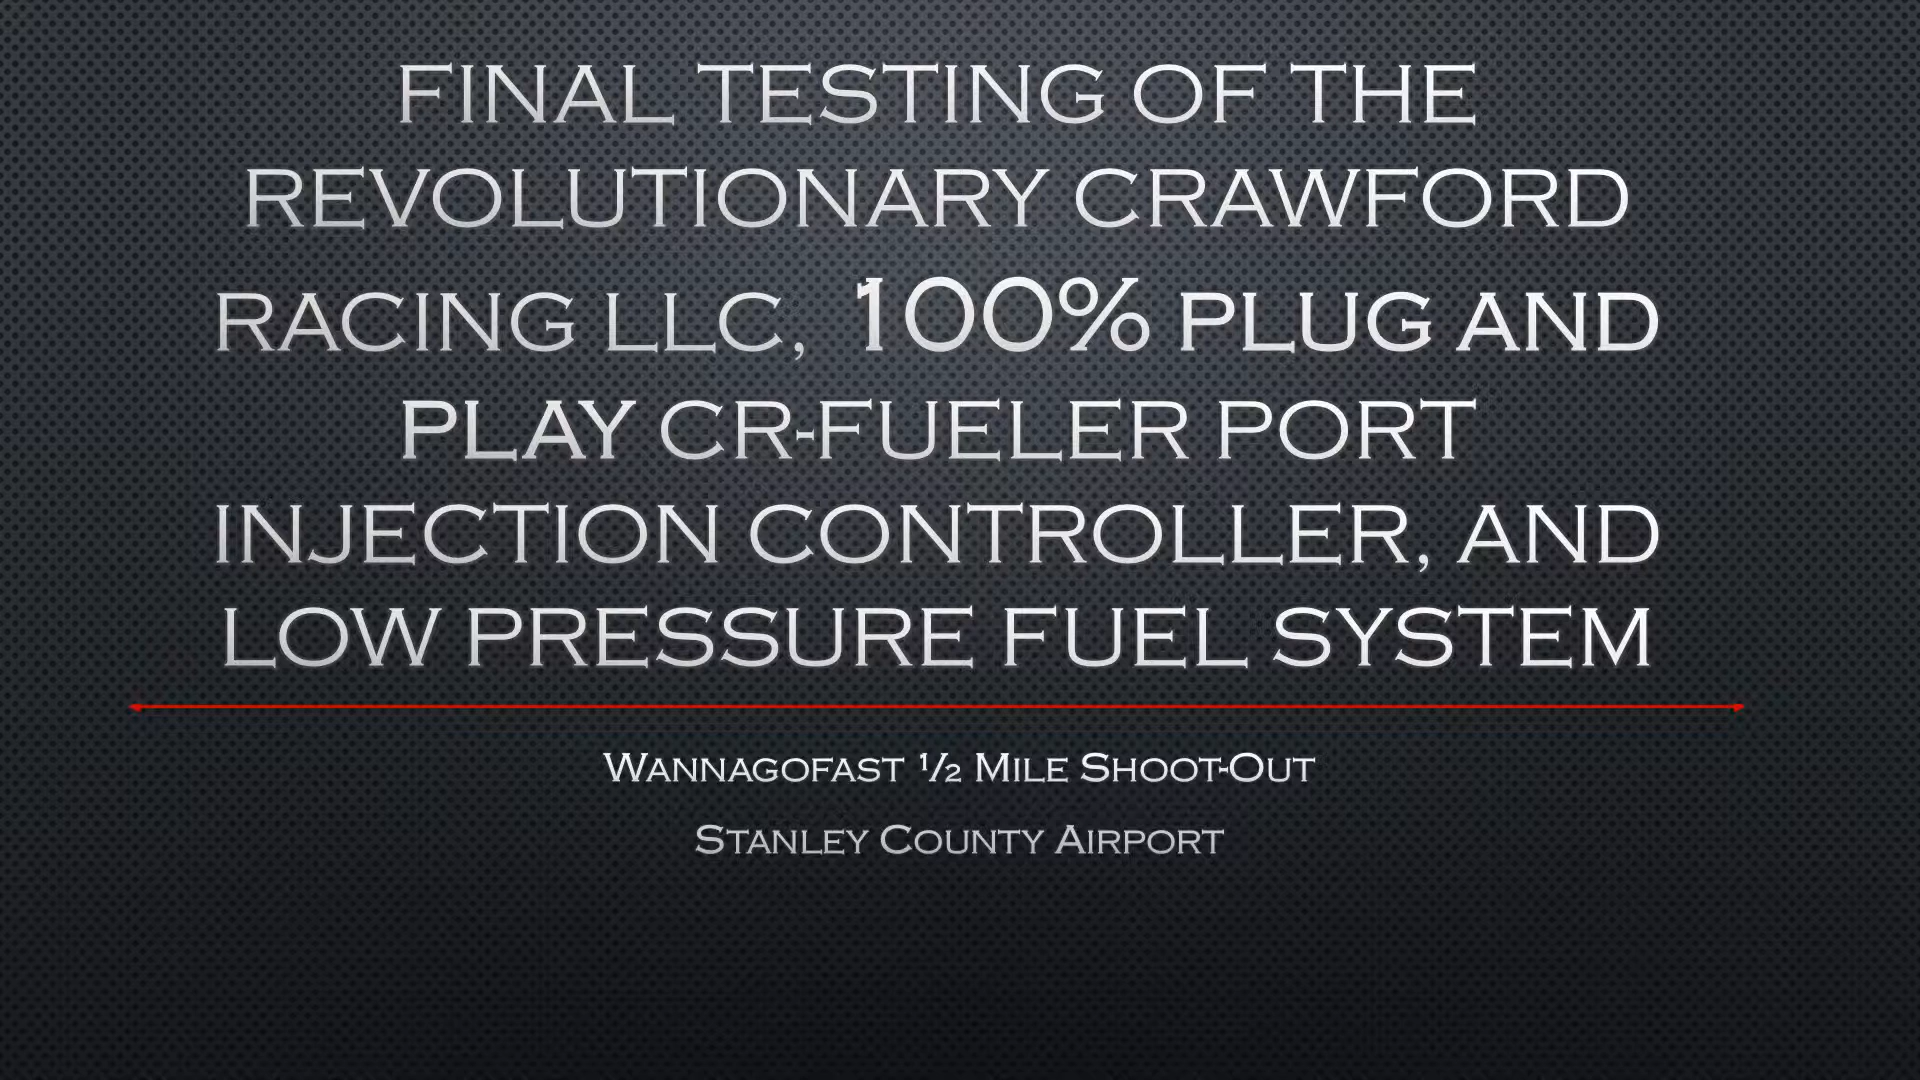 FINAL TESTING OF THE
REVOLUTIONARY CRAWFORD
RACING LLC, 100% PLUG AND
PLAY CR-FUELER PORT
INJECTION CONTROLLER, AND
LOW PRESSURE FUEL SYSTEM
WANNAGOFAST ½ MILE SHOOT-OUT
STANLEY COUNTY AIRPORT